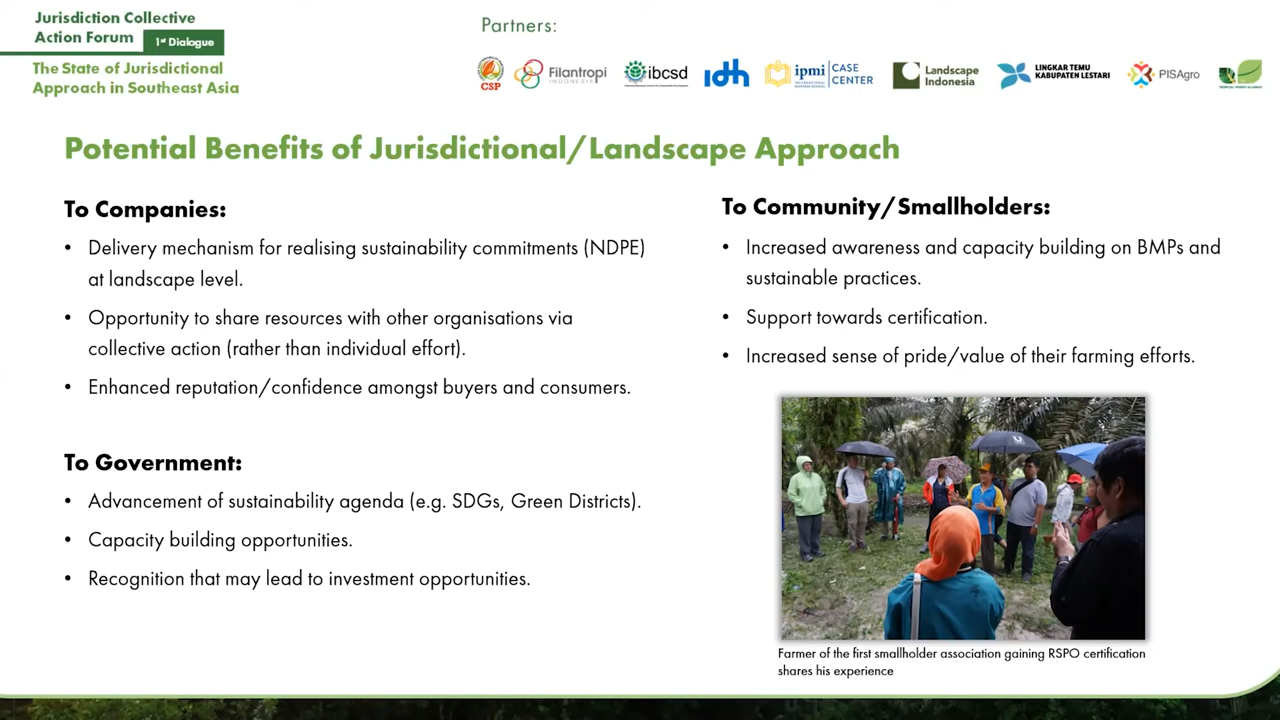 Jurisdiction Collective
Action Forum
1st Dialogue
The State of Jurisdictional
Approach in Southeast Asia
Partners:
CSP
Filantropi
INDONESIA
ibcsd
idh
ipmi
INTERNATIONAL
BUSINESS SCHOOL
CASE
CENTER
Landscape
Indonesia
LINGKAR TEMU
KABUPATEN LESTARI
PISAgro
TROPICAL FOREST ALLIANCE
Potential Benefits of Jurisdictional/Landscape Approach
To Companies:
• Delivery mechanism for realising sustainability commitments (NDPE)
at landscape level.
• Opportunity to share resources with other organisations via
collective action (rather than individual effort).
• Enhanced reputation/confidence amongst buyers and consumers.
To Government:
• Advancement of sustainability agenda (e.g. SDGs, Green Districts).
• Capacity building opportunities.
• Recognition that may lead to investment opportunities.
To Community/Smallholders:
• Increased awareness and capacity building on BMPs and
sustainable practices.
• Support towards certification.
• Increased sense of pride/value of their farming efforts.
Farmer of the first smallholder association gaining RSPO certification
shares his experience